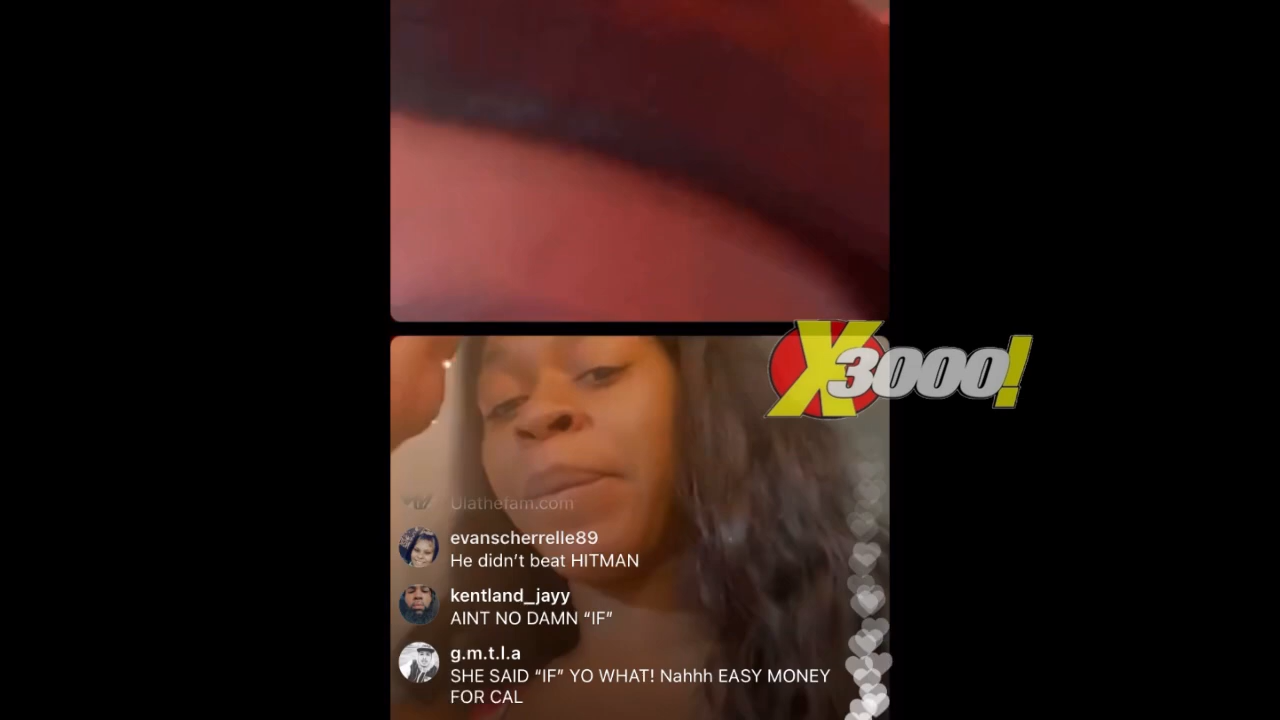 X3000!
Ulathefam.com
evanscherrelle89
He didn’t beat HITMAN
kentland_jayy
AINT NO DAMN “IF”
g.m.t.l.a
SHE SAID “IF” YO WHAT! Nahhh EASY MONEY
FOR CAL